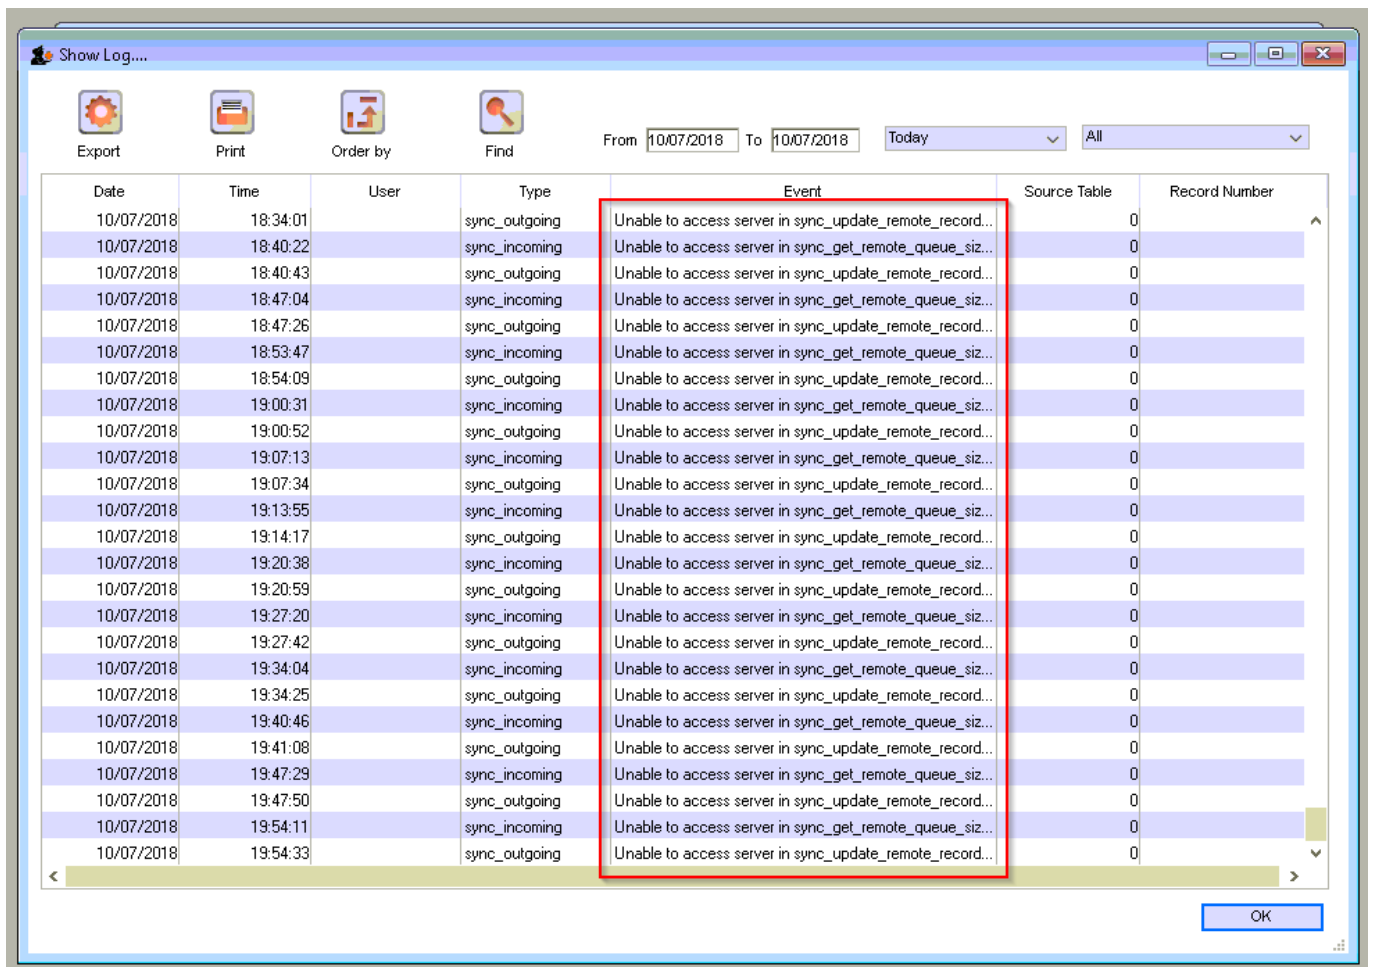 Show Log....
Export Print Order by Find From 10/07/2018 To 10/07/2018 Today All
Date Time User Type Event Source Table Record Number
10/07/2018 18:34:01 sync_outgoing Unable to access server in sync_update_remote_record... 0
10/07/2018 18:40:22 sync_incoming Unable to access server in sync_get_remote_queue_siz... 0
10/07/2018 18:40:43 sync_outgoing Unable to access server in sync_update_remote_record... 0
10/07/2018 18:47:04 sync_incoming Unable to access server in sync_get_remote_queue_siz... 0
10/07/2018 18:47:26 sync_outgoing Unable to access server in sync_update_remote_record... 0
10/07/2018 18:53:47 sync_incoming Unable to access server in sync_get_remote_queue_siz... 0
10/07/2018 18:54:09 sync_outgoing Unable to access server in sync_update_remote_record... 0
10/07/2018 19:00:31 sync_incoming Unable to access server in sync_get_remote_queue_siz... 0
10/07/2018 19:00:52 sync_outgoing Unable to access server in sync_update_remote_record... 0
10/07/2018 19:07:13 sync_incoming Unable to access server in sync_get_remote_queue_siz... 0
10/07/2018 19:07:34 sync_outgoing Unable to access server in sync_update_remote_record... 0
10/07/2018 19:13:55 sync_incoming Unable to access server in sync_get_remote_queue_siz... 0
10/07/2018 19:14:17 sync_outgoing Unable to access server in sync_update_remote_record... 0
10/07/2018 19:20:38 sync_incoming Unable to access server in sync_get_remote_queue_siz... 0
10/07/2018 19:20:59 sync_outgoing Unable to access server in sync_update_remote_record... 0
10/07/2018 19:27:20 sync_incoming Unable to access server in sync_get_remote_queue_siz... 0
10/07/2018 19:27:42 sync_outgoing Unable to access server in sync_update_remote_record... 0
10/07/2018 19:34:04 sync_incoming Unable to access server in sync_get_remote_queue_siz... 0
10/07/2018 19:34:25 sync_outgoing Unable to access server in sync_update_remote_record... 0
10/07/2018 19:40:46 sync_incoming Unable to access server in sync_get_remote_queue_siz... 0
10/07/2018 19:41:08 sync_outgoing Unable to access server in sync_update_remote_record... 0
10/07/2018 19:47:29 sync_incoming Unable to access server in sync_get_remote_queue_siz... 0
10/07/2018 19:47:50 sync_outgoing Unable to access server in sync_update_remote_record... 0
10/07/2018 19:54:11 sync_incoming Unable to access server in sync_get_remote_queue_siz... 0
10/07/2018 19:54:33 sync_outgoing Unable to access server in sync_update_remote_record... 0
OK